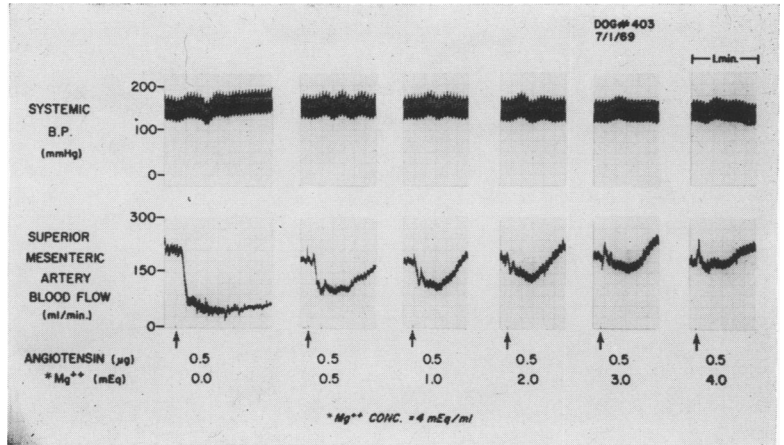 DOG# 403
7/1/69
1 min.
SYSTEMIC
B.P.
(mmHg)
200
100
0
SUPERIOR
MESENTERIC
ARTERY
BLOOD FLOW
(ml/min.)
300
150
0
ANGIOTENSIN (µg) 0.5 0.5 0.5 0.5 0.5 0.5
*Mg++ (mEq) 0.0 0.5 1.0 2.0 3.0 4.0
*Mg++ CONC. = 4 mEq/ml